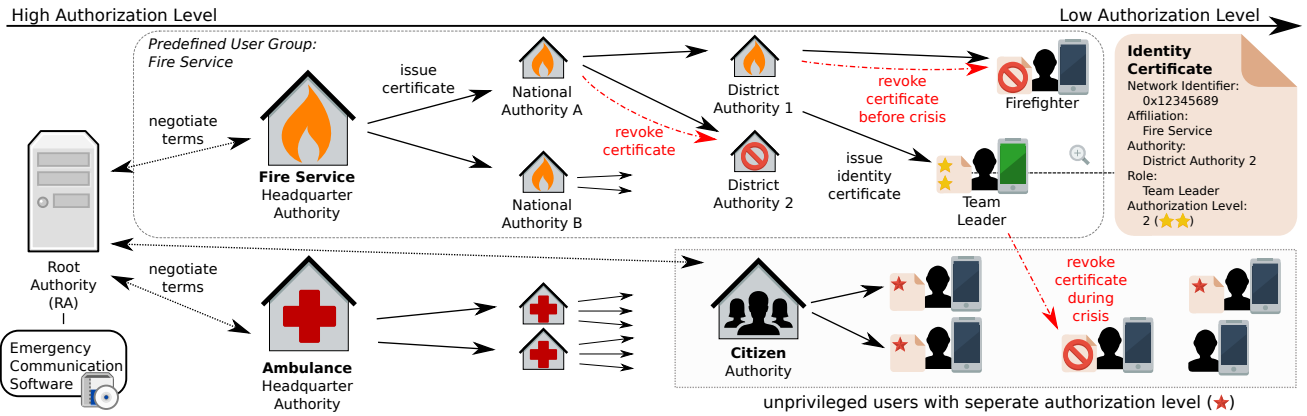 High Authorization Level
Low Authorization Level
Predefined User Group:
Fire Service
negotiate
terms
Fire Service
Headquarter
Authority
issue
certificate
National
Authority A
National
Authority B
revoke
certificate
District
Authority 1
District
Authority 2
revoke
certificate
before crisis
Firefighter
issue
identity
certificate
Team
Leader
Identity
Certificate
Network Identifier:
0x12345689
Affiliation:
Fire Service
Authority:
District Authority 2
Role:
Team Leader
Authorization Level:
2 (
)
Root
Authority
(RA)
Emergency
Communication
Software
negotiate
terms
Ambulance
Headquarter
Authority
Citizen
Authority
revoke
certificate
during
crisis
unprivileged users with seperate authorization level (★)